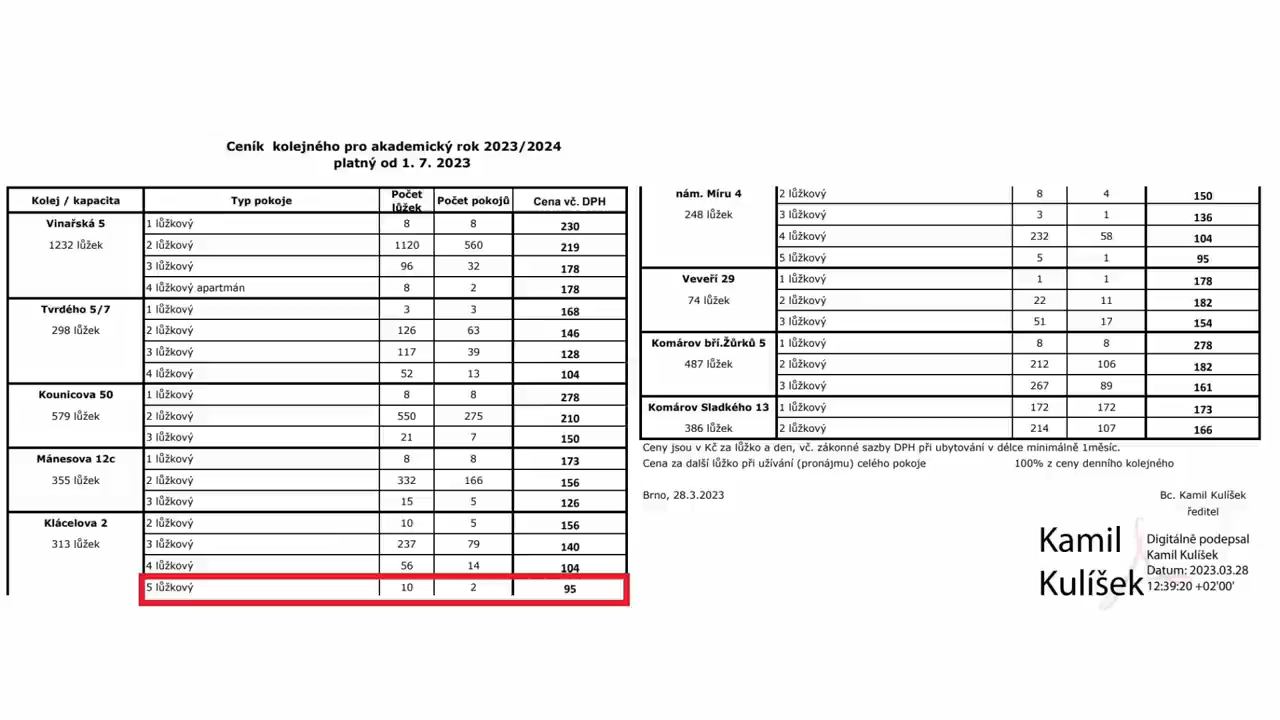 Ceník kolejného pro akademický rok 2023/2024
platný od 1. 7. 2023
Kolej / kapacita Typ pokoje Počet lůžek Počet pokojů Cena vč. DPH
Vinařská 5 1 lůžkový 8 8 230
1232 lůžek 2 lůžkový 1120 560 219
3 lůžkový 96 32 178
4 lůžkový apartmán 8 2 178
Tvrdého 5/7 1 lůžkový 3 3 168
298 lůžek 2 lůžkový 126 63 146
3 lůžkový 117 39 128
4 lůžkový 52 13 104
Kounicova 50 1 lůžkový 8 8 278
579 lůžek 2 lůžkový 550 275 210
3 lůžkový 21 7 150
Mánesova 12c 1 lůžkový 8 8 173
355 lůžek 2 lůžkový 332 166 156
3 lůžkový 15 5 126
Klácelova 2 2 lůžkový 10 5 156
313 lůžek 3 lůžkový 237 79 140
4 lůžkový 56 14 104
5 lůžkový 10 2 95
nám. Míru 4 2 lůžkový 8 4 150
248 lůžek 3 lůžkový 3 1 136
4 lůžkový 232 58 104
5 lůžkový 5 1 95
Veveří 29 1 lůžkový 1 1 178
74 lůžek 2 lůžkový 22 11 182
3 lůžkový 51 17 154
Komárov bří.Žůrků 5 1 lůžkový 8 8 278
487 lůžek 2 lůžkový 212 106 182
3 lůžkový 267 89 161
Komárov Sladkého 13 1 lůžkový 172 172 173
386 lůžek 2 lůžkový 214 107 166
Ceny jsou v Kč za lůžko a den, vč. zákonné sazby DPH při ubytování v délce minimálně 1měsíc.
Cena za další lůžko při užívání (pronájmu) celého pokoje 100% z ceny denního kolejného
Brno, 28.3.2023 Bc. Kamil Kulíšek
ředitel
Kamil
Kulíšek
Digitálně podepsal
Kamil Kulíšek
Datum: 2023.03.28
12:39:20 +02'00'